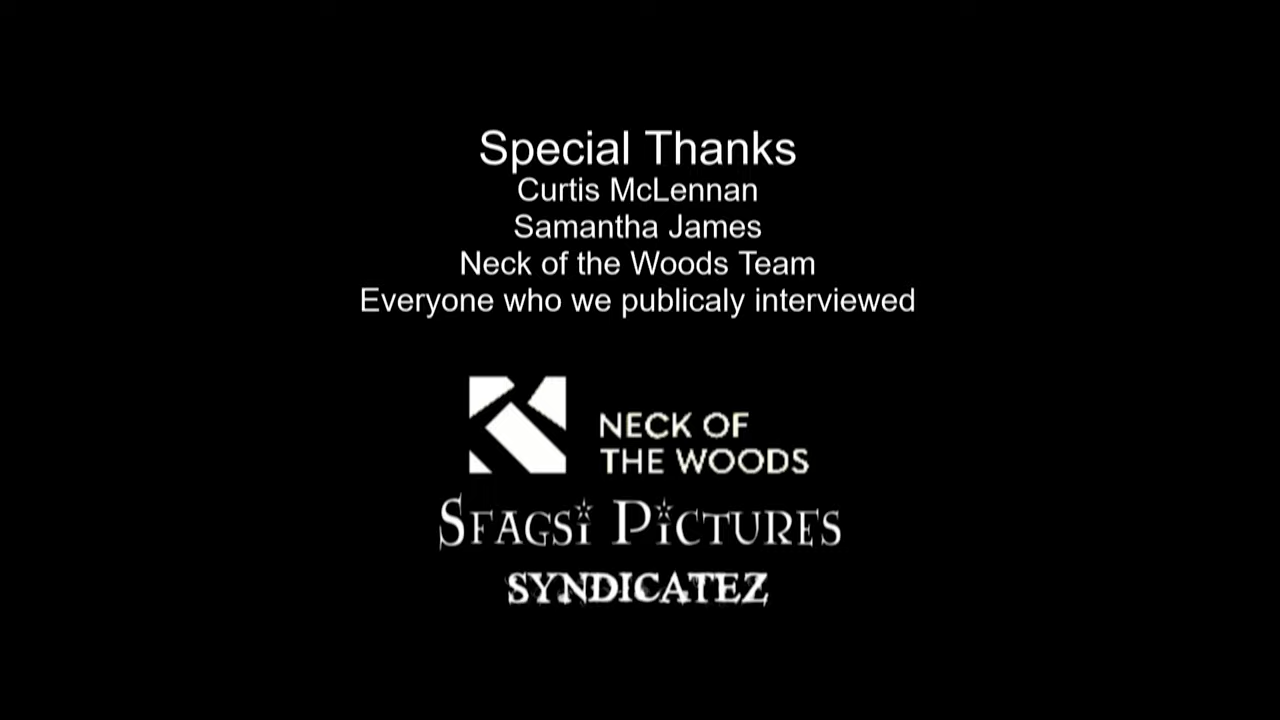 Special Thanks
Curtis McLennan
Samantha James
Neck of the Woods Team
Everyone who we publicaly interviewed
NECK OF
THE WOODS
SFAGSi PiCTURES
SYNDICATEZ